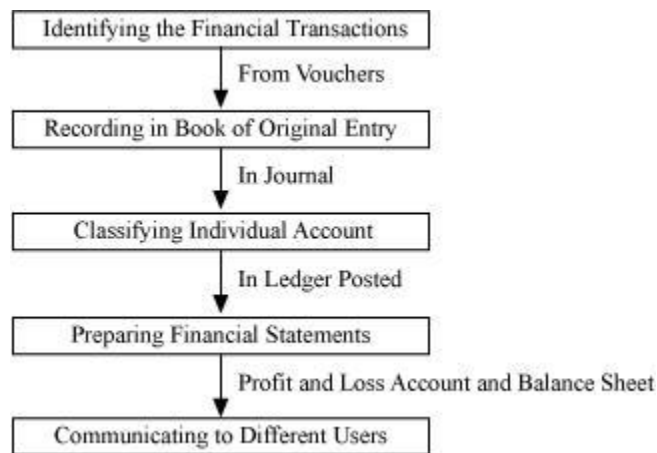 Identifying the Financial Transactions
From Vouchers
Recording in Book of Original Entry
In Journal
Classifying Individual Account
In Ledger Posted
Preparing Financial Statements
Profit and Loss Account and Balance Sheet
Communicating to Different Users